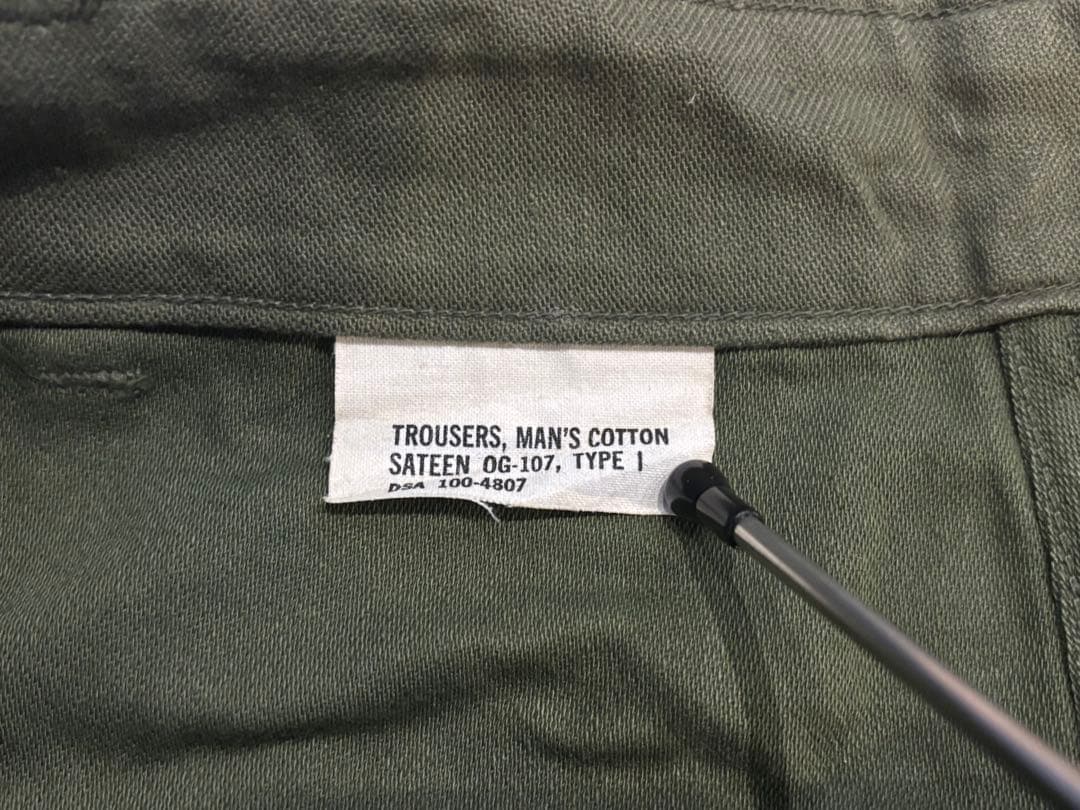 TROUSERS, MAN'S COTTON
SATEEN OG-107, TYPE I
DSA 100-4807